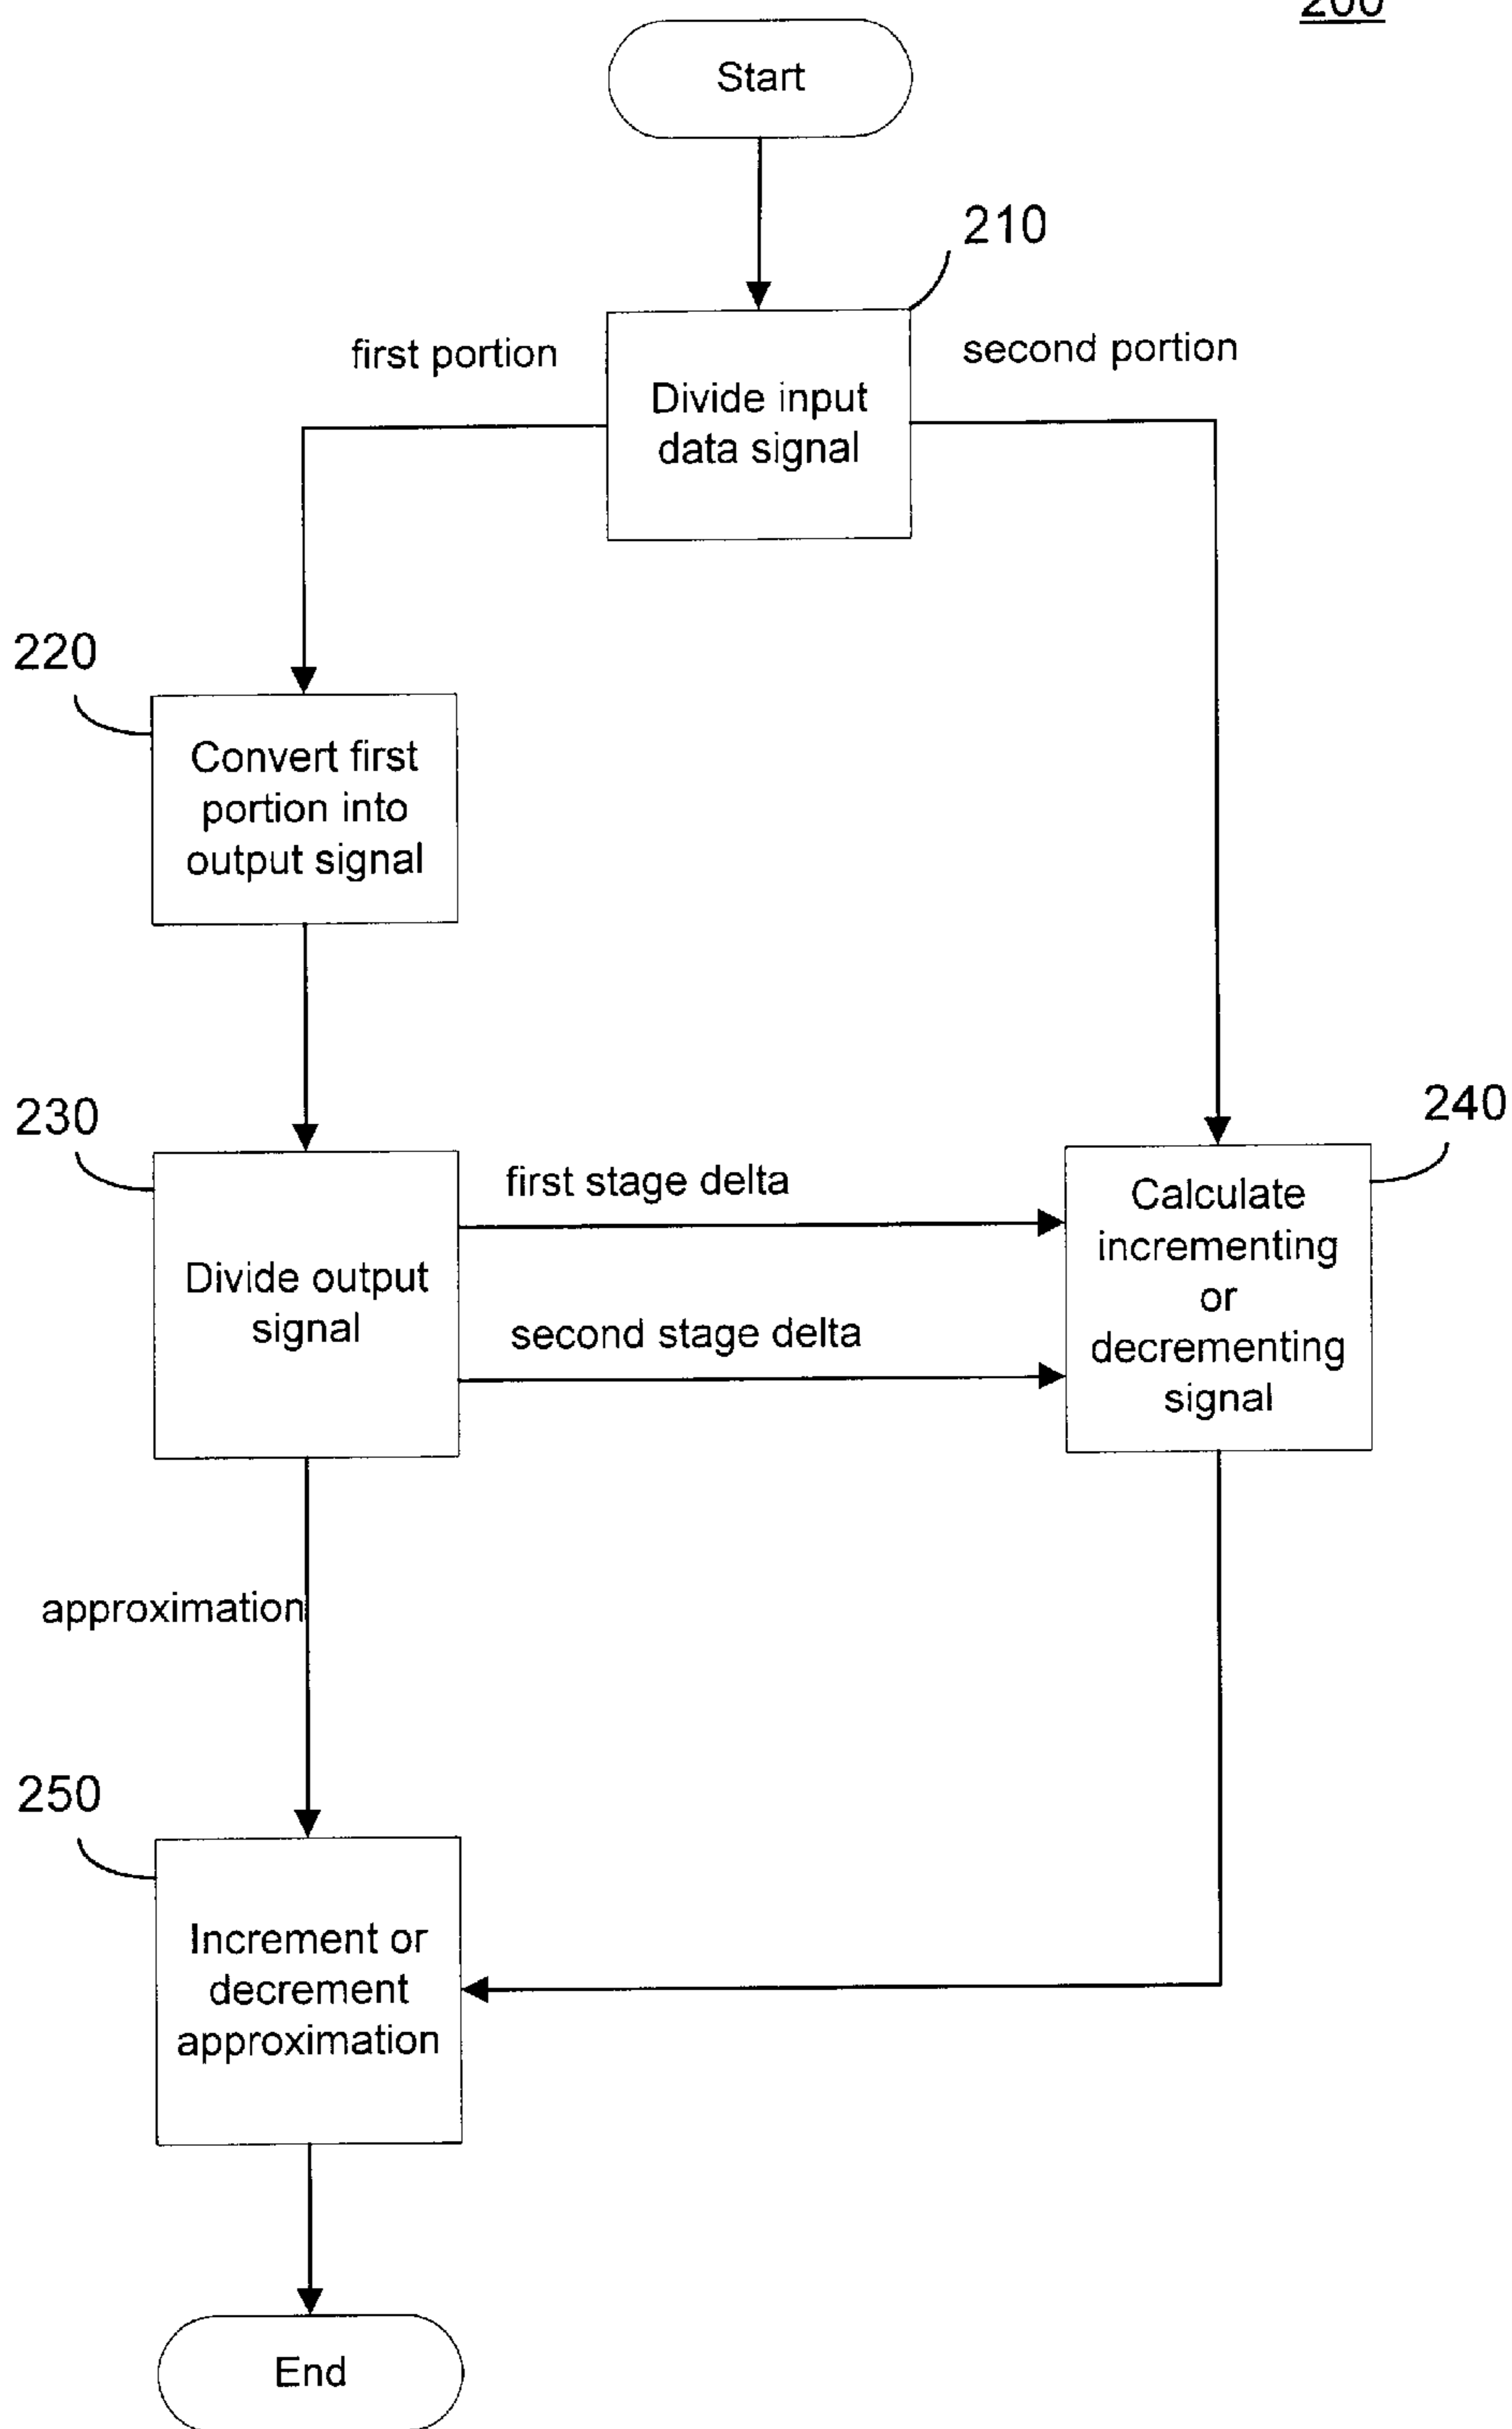 200
Start
210
first portion
second portion
Divide input
data signal
220
Convert first
portion into
output signal
230
240
first stage delta
Calculate
incrementing
or
decrementing
signal
Divide output
signal
second stage delta
approximation
250
Increment or
decrement
approximation
End